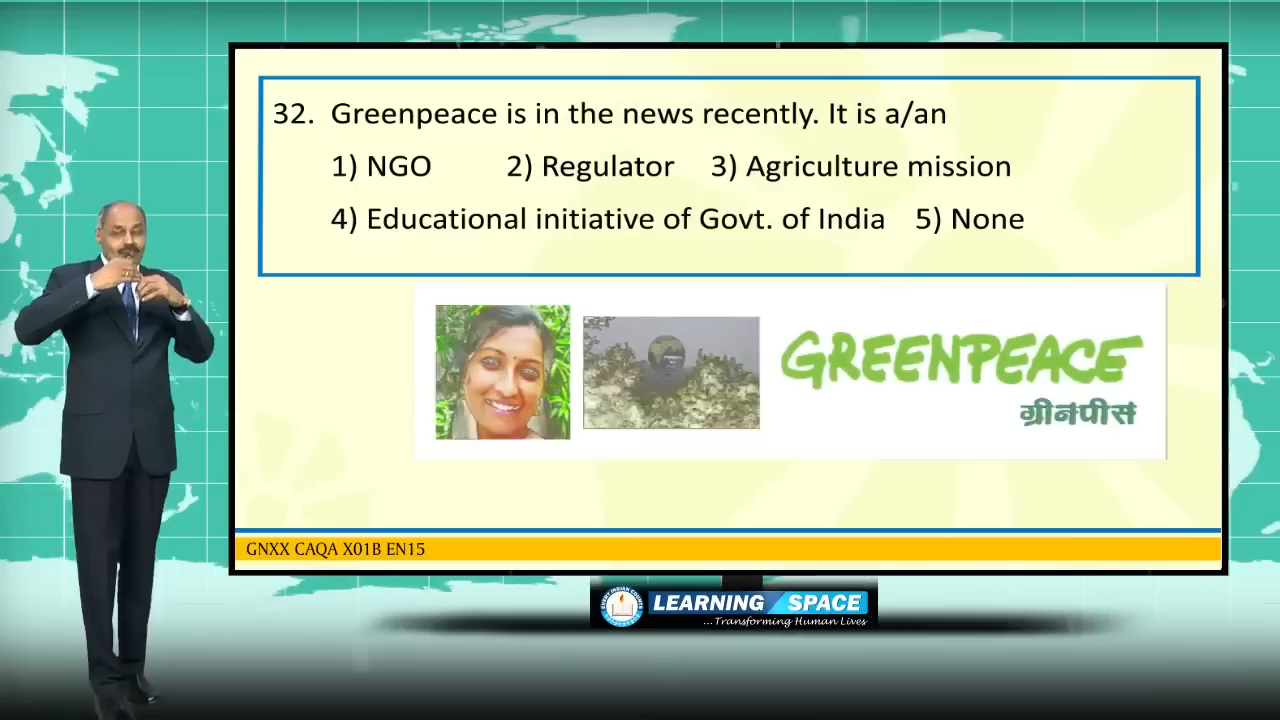 32. Greenpeace is in the news recently. It is a/an
1) NGO 2) Regulator 3) Agriculture mission
4) Educational initiative of Govt. of India 5) None
GREENPEACE
ग्रीनपीस
GNXX CAQA X01B EN15
LEARNING SPACE
...Transforming Human Lives